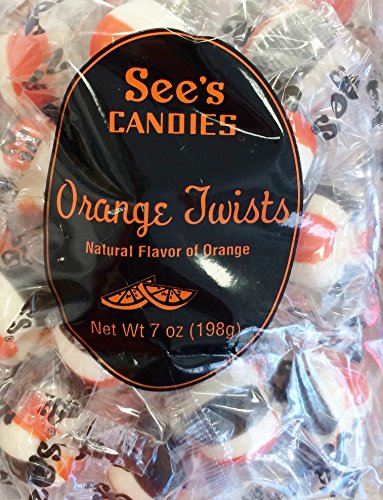 See's
CANDIES®
Orange Twists
Natural Flavor of Orange
Net Wt 7 oz (198g)